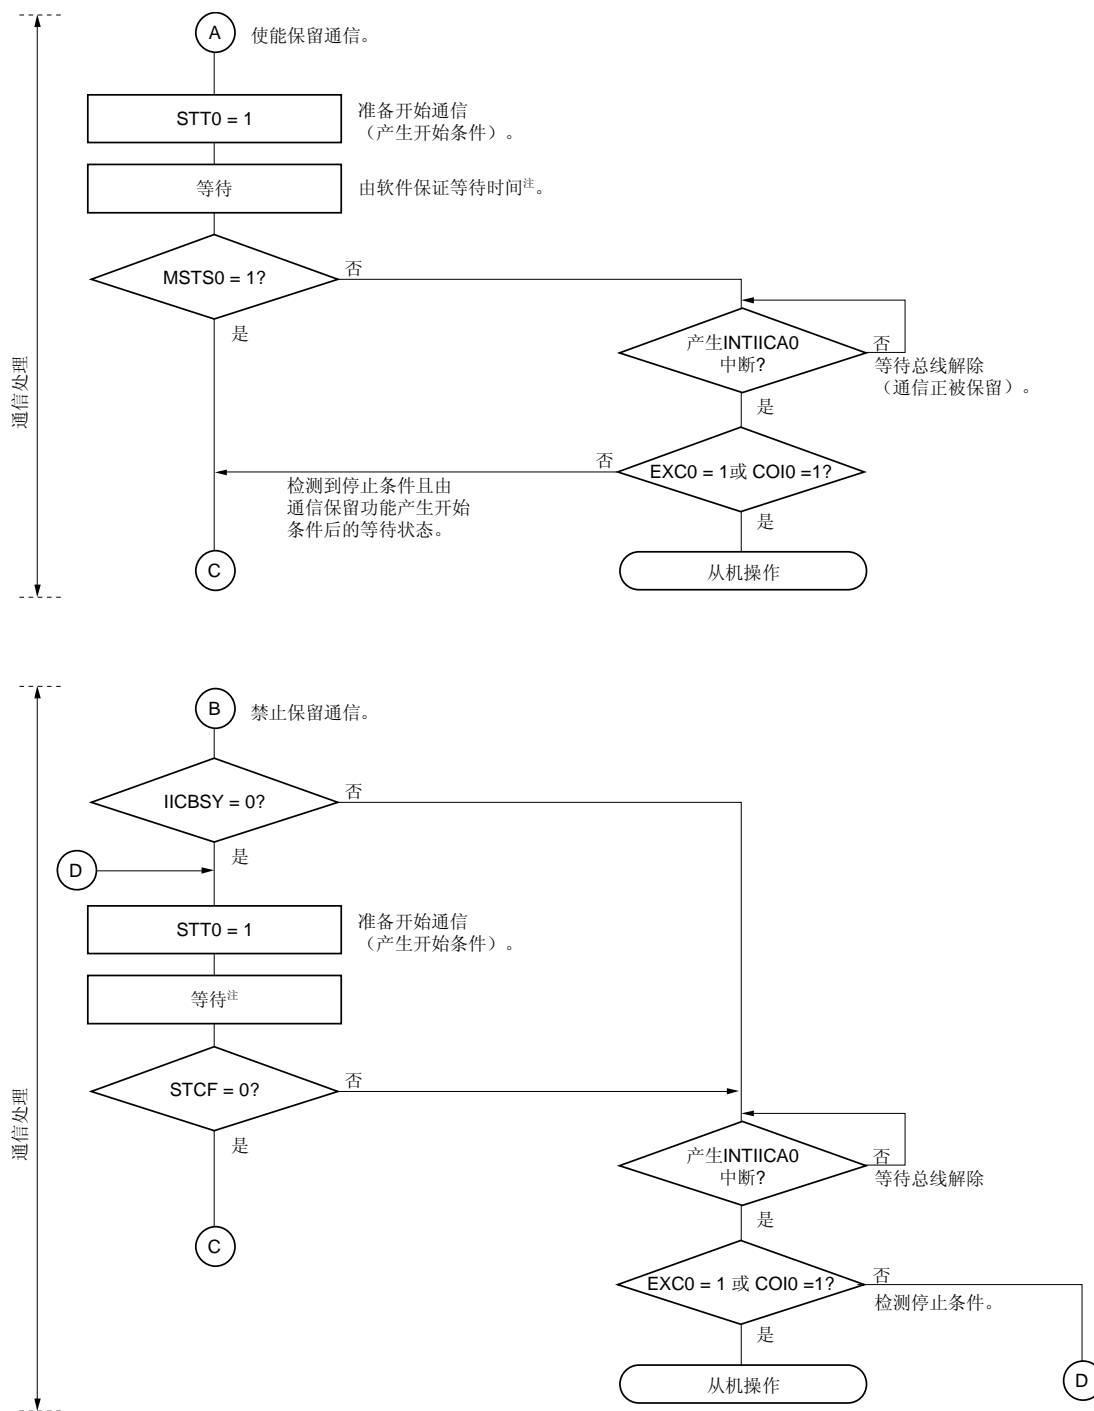 A
使能保留通信。
STT0 = 1
准备开始通信
（产生开始条件）。
等待
由软件保证等待时间注。
MSTS0 = 1?
否
是
产生INTIICA0
中断?
否
等待总线解除
（通信正被保留）。
是
EXC0 = 1或 COI0 =1?
否
检测到停止条件且由
通信保留功能产生开始
条件后的等待状态。
是
C
从机操作
通信处理
B
禁止保留通信。
IICBSY = 0?
否
是
D
STT0 = 1
准备开始通信
（产生开始条件）。
等待注
STCF = 0?
否
是
产生INTIICA0
中断?
否
等待总线解除
是
C
EXC0 = 1 或 COI0 =1?
否
检测停止条件。
是
从机操作
D
通信处理